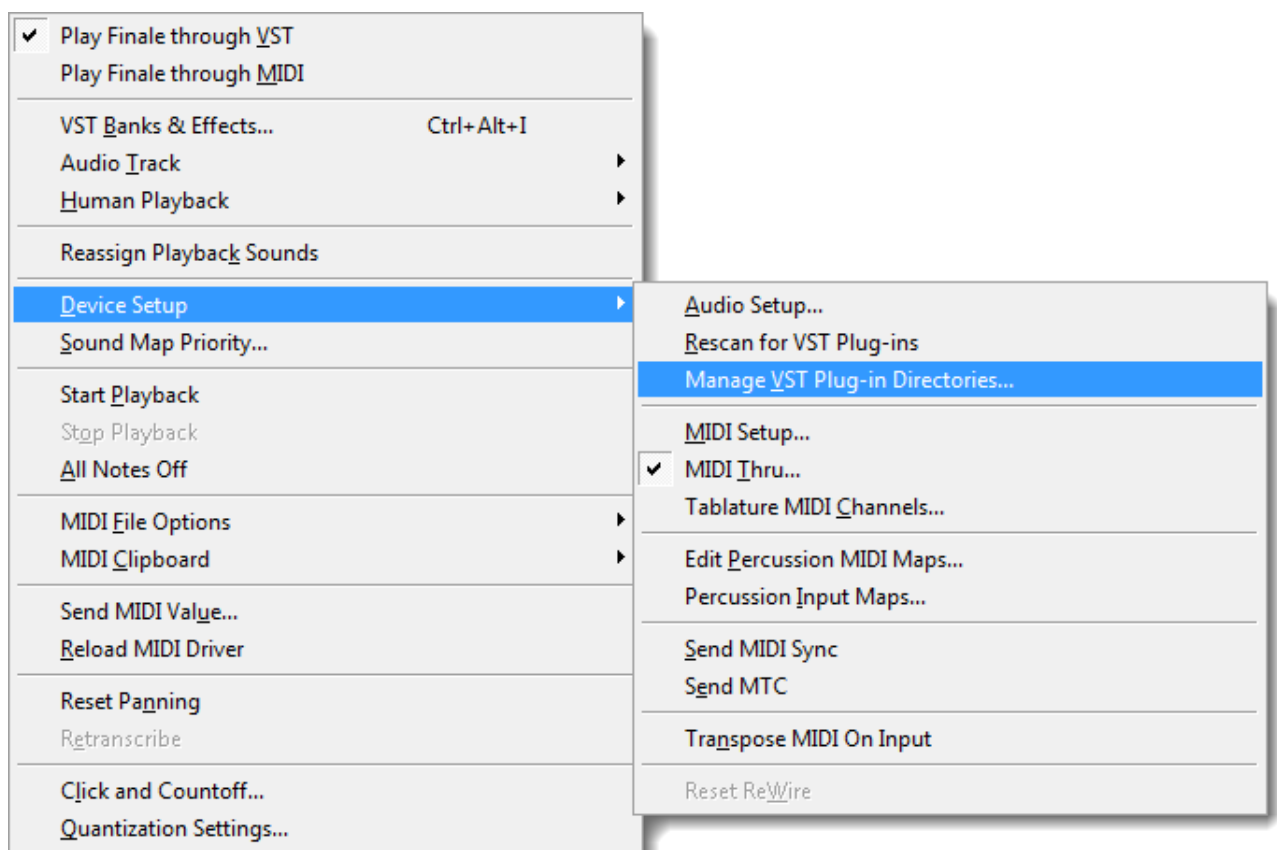 Play Finale through VST
Play Finale through MIDI
VST Banks & Effects... Ctrl+Alt+I
Audio Track
Human Playback
Reassign Playback Sounds
Device Setup
Sound Map Priority...
Start Playback
Stop Playback
All Notes Off
MIDI File Options
MIDI Clipboard
Send MIDI Value...
Reload MIDI Driver
Reset Panning
Retranscribe
Click and Countoff...
Quantization Settings...
Audio Setup...
Rescan for VST Plug-ins
Manage VST Plug-in Directories...
MIDI Setup...
MIDI Thru...
Tablature MIDI Channels...
Edit Percussion MIDI Maps...
Percussion Input Maps...
Send MIDI Sync
Send MTC
Transpose MIDI On Input
Reset ReWire